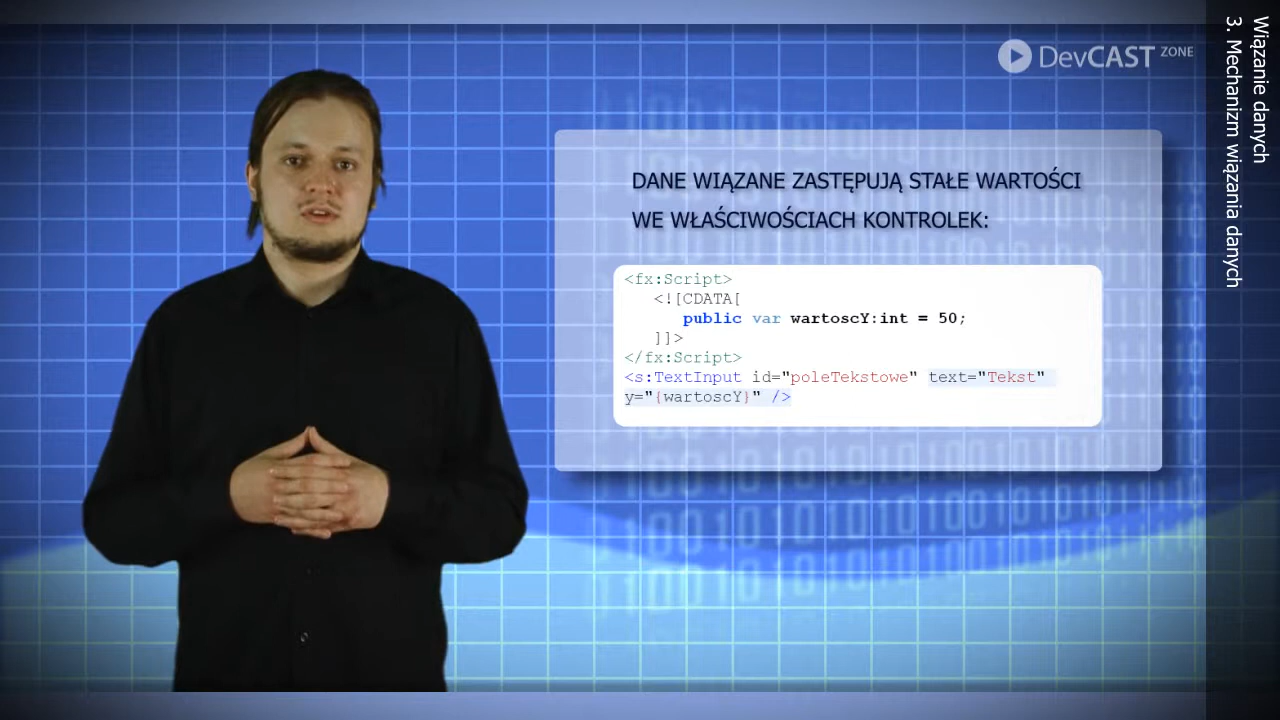 DevCAST ZONE
Wiązanie danych
3. Mechanizm wiązania danych
DANE WIĄZANE ZASTĘPUJĄ STAŁE WARTOŚCI
WE WŁAŚCIWOŚCIACH KONTROLEK:
<fx:Script>
<![CDATA[
public var wartoscY:int = 50;
]]>
</fx:Script>
<s:TextInput id="poleTekstowe" text="Tekst"
y="{wartoscY}" />